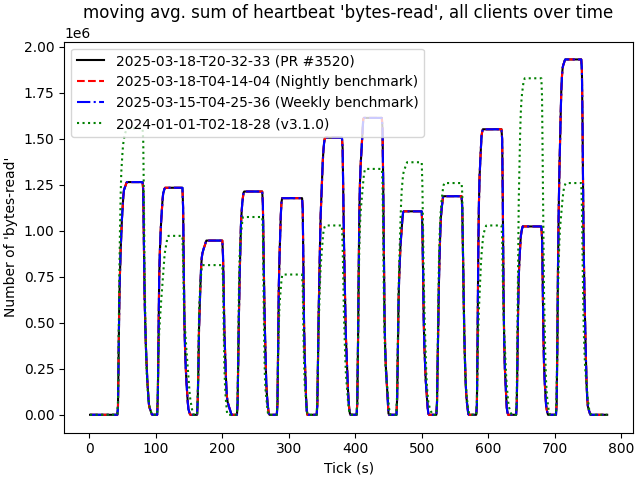 moving avg. sum of heartbeat 'bytes-read', all clients over time
1e6
2025-03-18-T20-32-33 (PR #3520)
2025-03-18-T04-14-04 (Nightly benchmark)
2025-03-15-T04-25-36 (Weekly benchmark)
2024-01-01-T02-18-28 (v3.1.0)
Number of 'bytes-read'
2.00
1.75
1.50
1.25
1.00
0.75
0.50
0.25
0.00
0 100 200 300 400 500 600 700 800
Tick (s)